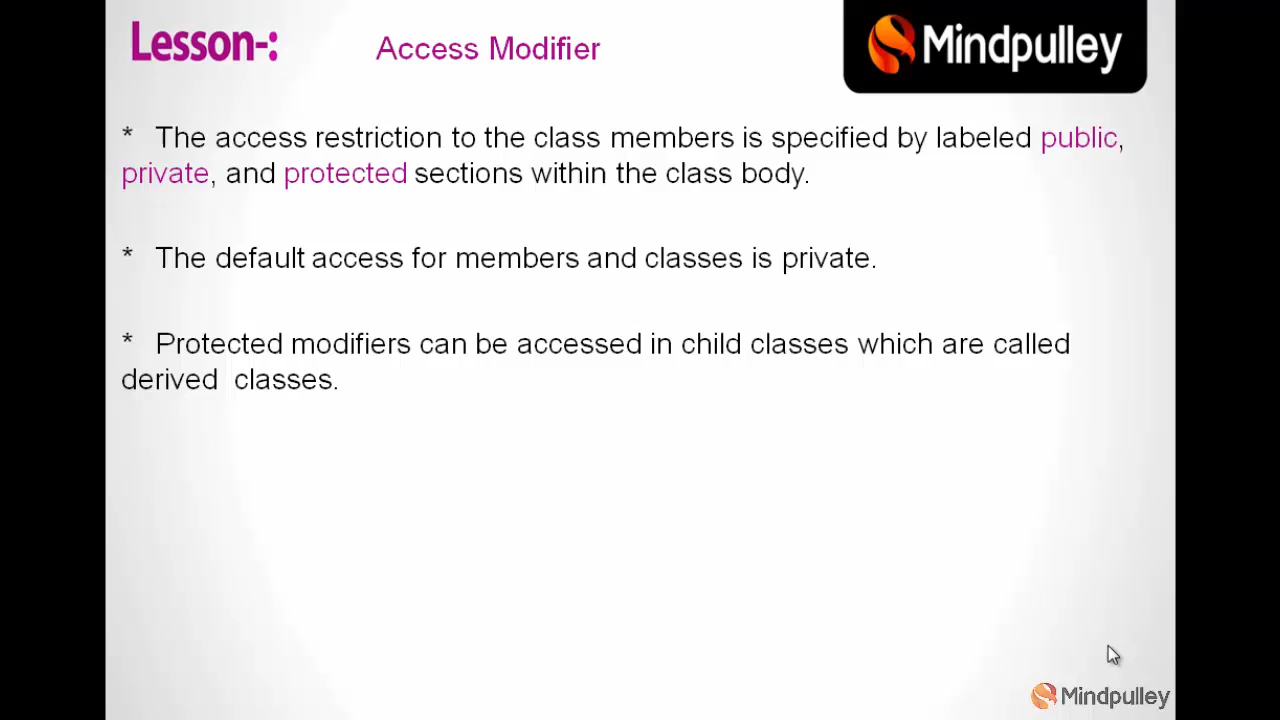 Lesson-: Access Modifier
Mindpulley
* The access restriction to the class members is specified by labeled public,
private, and protected sections within the class body.
* The default access for members and classes is private.
* Protected modifiers can be accessed in child classes which are called
derived classes.
Mindpulley